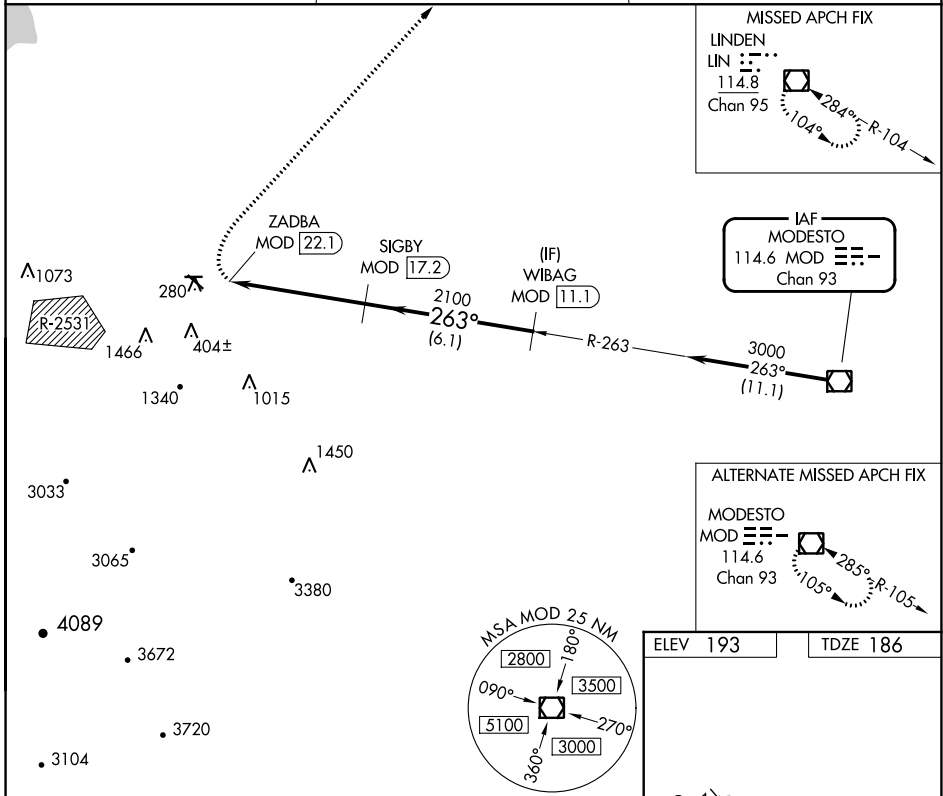 MISSED APCH FIX
LINDEN
LIN
114.8
Chan 95
284°
R-104
104°
IAF
MODESTO
114.6 MOD
Chan 93
ZADBA
MOD 22.1
SIGBY
MOD 17.2
(IF)
WIBAG
MOD 11.1
2100
263°
(6.1)
R-263
3000
263°
(11.1)
1073
280
R-2531
1466
404±
1340
1015
1450
3033
3065
3380
4089
3672
3720
3104
ALTERNATE MISSED APCH FIX
MODESTO
MOD
114.6
Chan 93
285°
R-105
105°
MSA MOD 25 NM
2800
180°
3500
090°
5100
270°
3000
360°
ELEV 193
TDZE 186